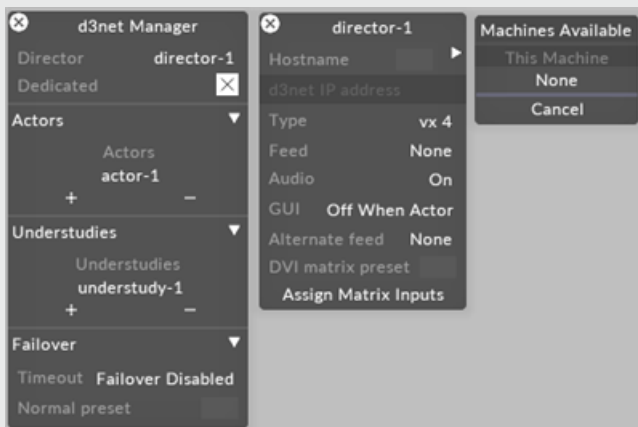 d3net Manager
Director director-1
Dedicated
Actors
Actors
actor-1
+ −
Understudies
Understudies
understudy-1
+ −
Failover
Timeout Failover Disabled
Normal preset
director-1
Hostname
d3net IP address
Type vx 4
Feed None
Audio On
GUI Off When Actor
Alternate feed None
DVI matrix preset
Assign Matrix Inputs
Machines Available
This Machine
None
Cancel